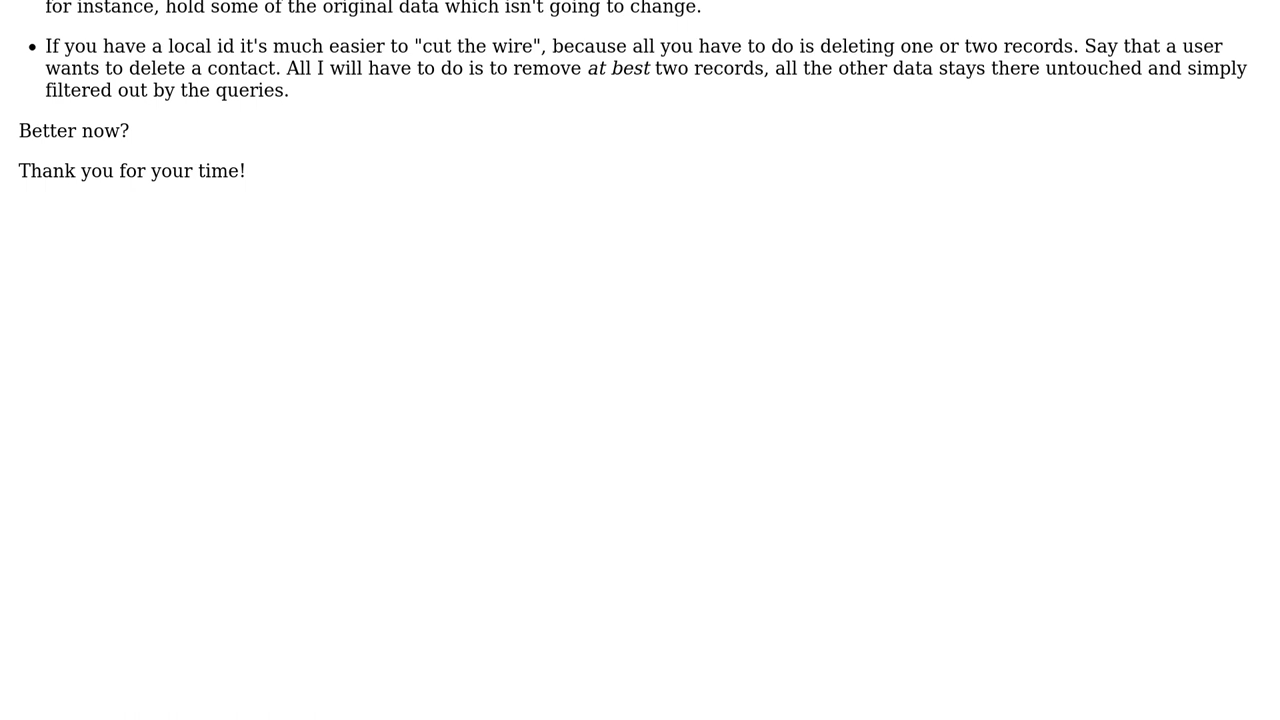 for instance, hold some of the original data which isn't going to change.
• If you have a local id it's much easier to "cut the wire", because all you have to do is deleting one or two records. Say that a user
wants to delete a contact. All I will have to do is to remove at best two records, all the other data stays there untouched and simply
filtered out by the queries.
Better now?
Thank you for your time!